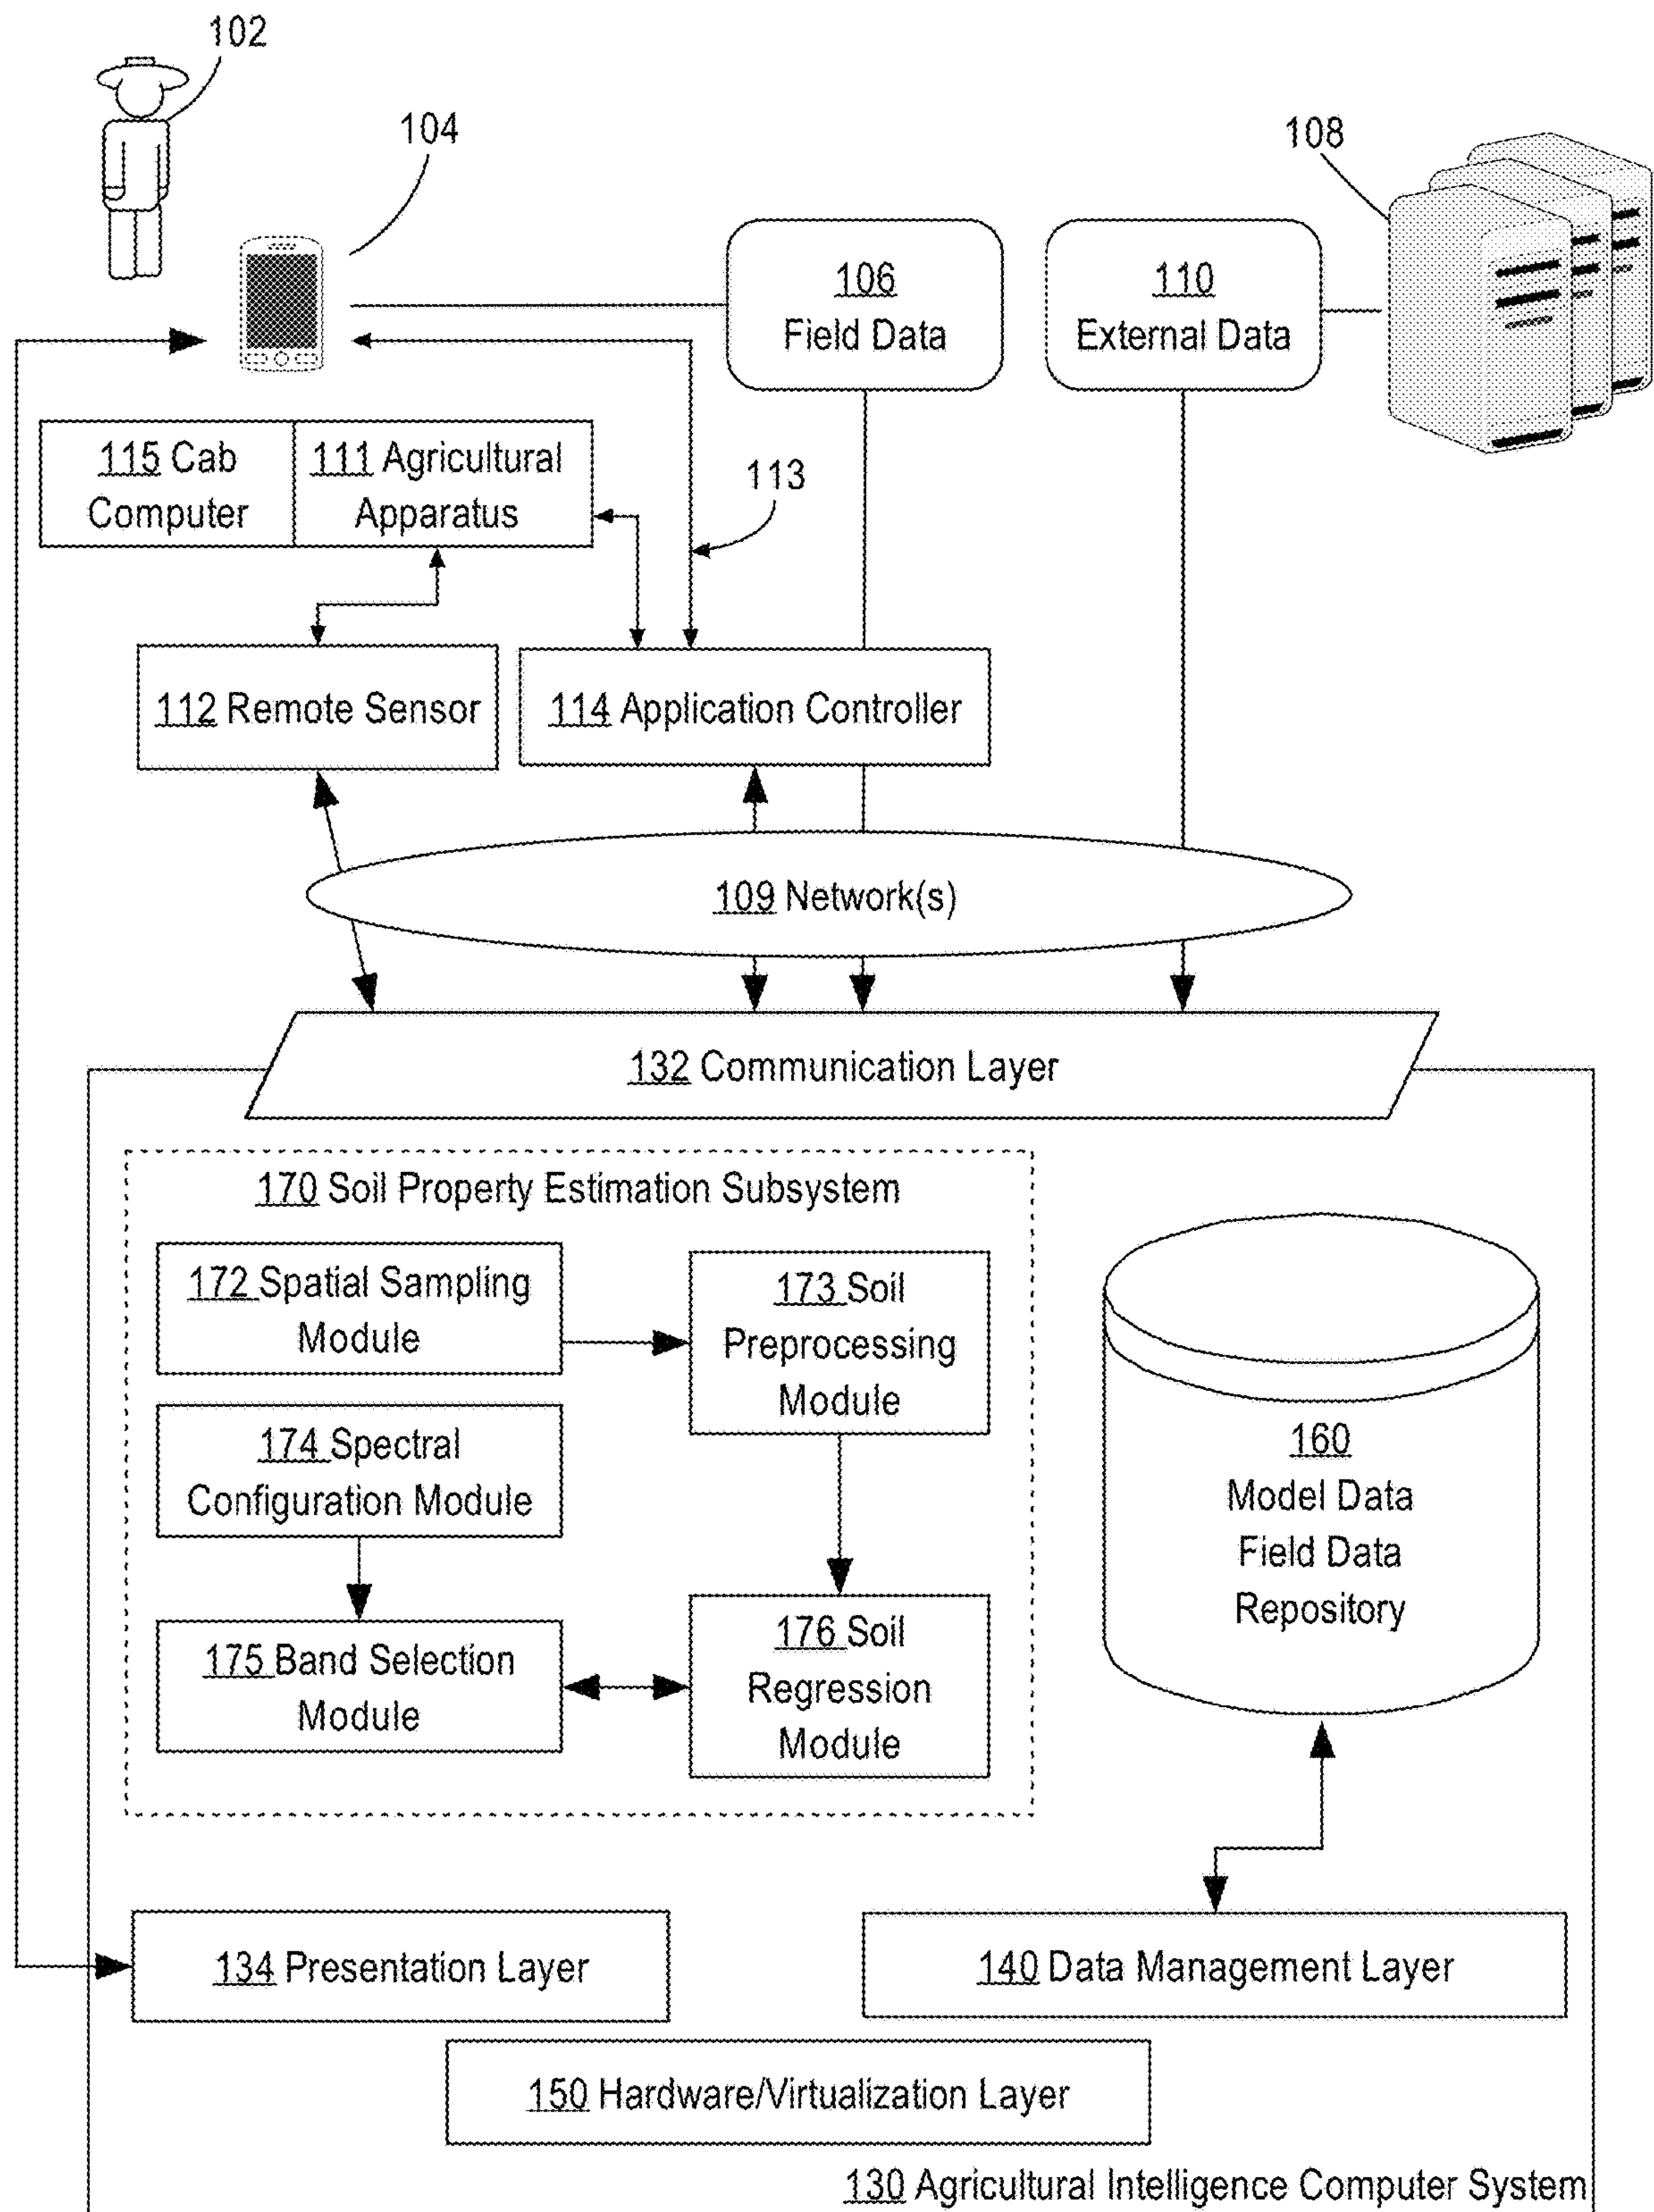 102
104
108
106
Field Data
110
External Data
115 Cab
Computer
111 Agricultural
Apparatus
113
112 Remote Sensor
114 Application Controller
109 Network(s)
132 Communication Layer
170 Soil Property Estimation Subsystem
172 Spatial Sampling
Module
173 Soil
Preprocessing
Module
174 Spectral
Configuration Module
175 Band Selection
Module
176 Soil
Regression
Module
160
Model Data
Field Data
Repository
134 Presentation Layer
140 Data Management Layer
150 Hardware/Virtualization Layer
130 Agricultural Intelligence Computer System